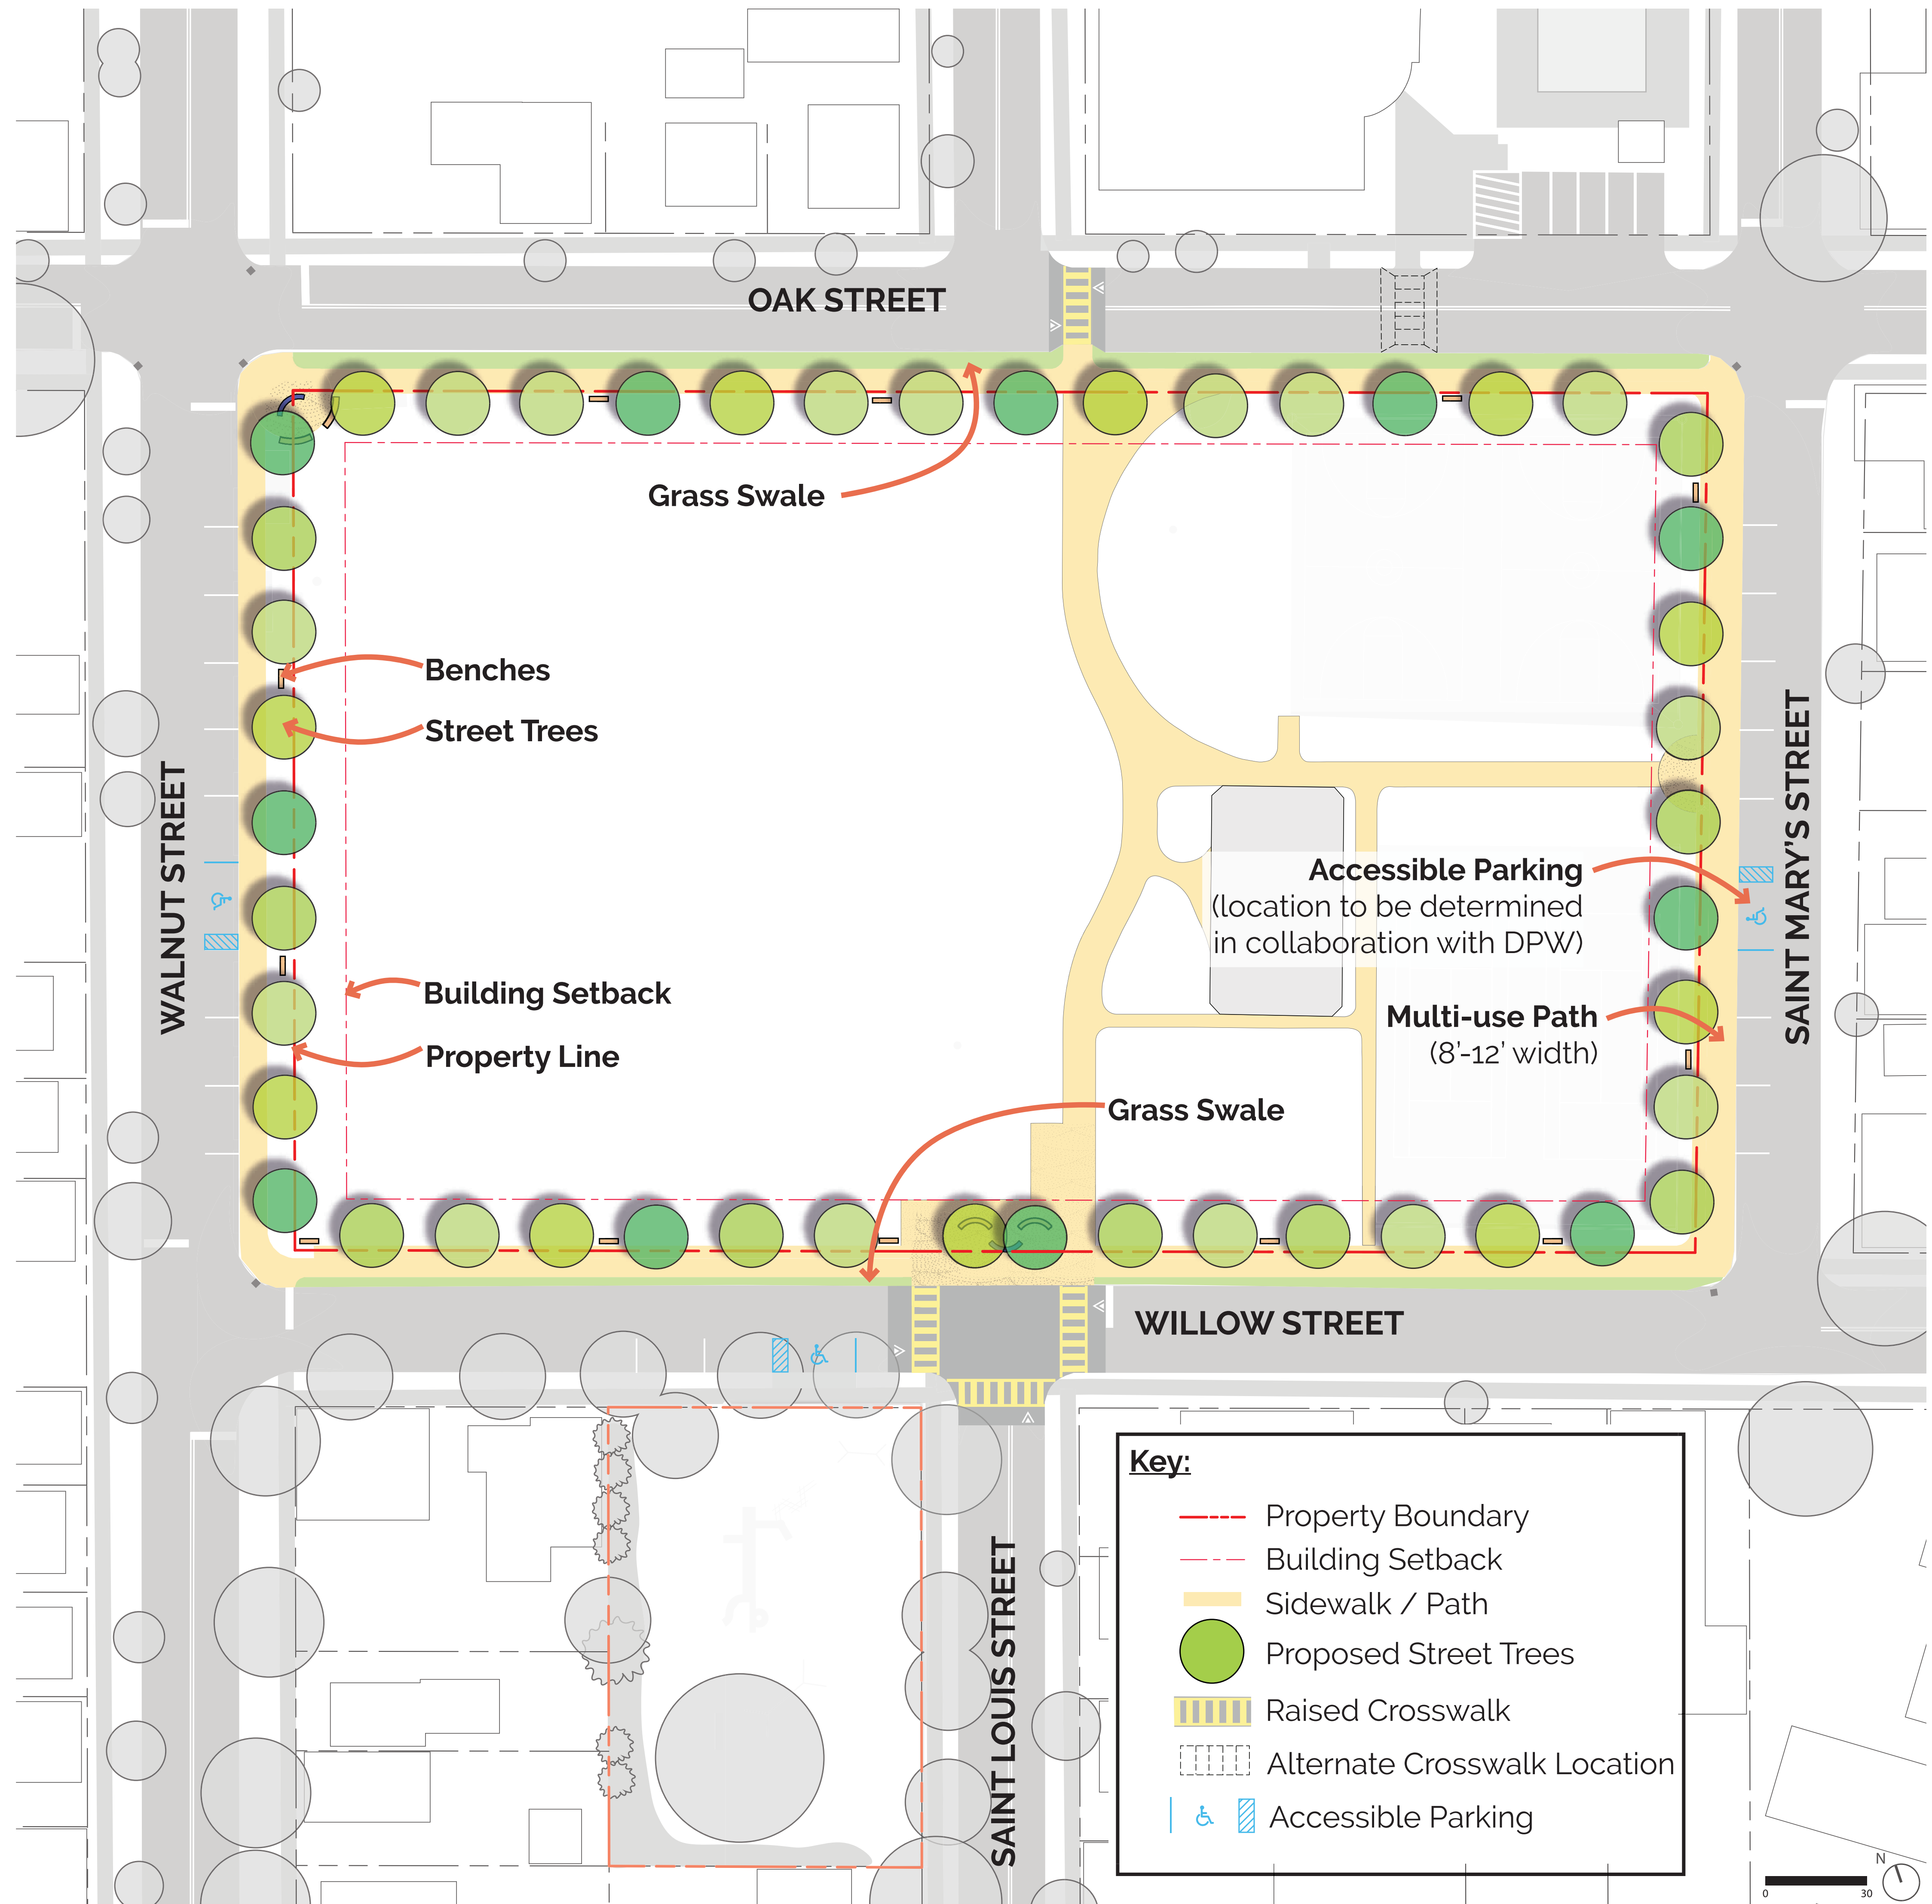 OAK STREET
Grass Swale
Benches
Street Trees
WALNUT STREET
SAINT MARY'S STREET
Accessible Parking
(location to be determined
in collaboration with DPW)
Building Setback
Multi-use Path
(8'-12' width)
Property Line
Grass Swale
WILLOW STREET
SAINT LOUIS STREET
Key:
Property Boundary
Building Setback
Sidewalk / Path
Proposed Street Trees
Raised Crosswalk
Alternate Crosswalk Location
Accessible Parking
N
0 30